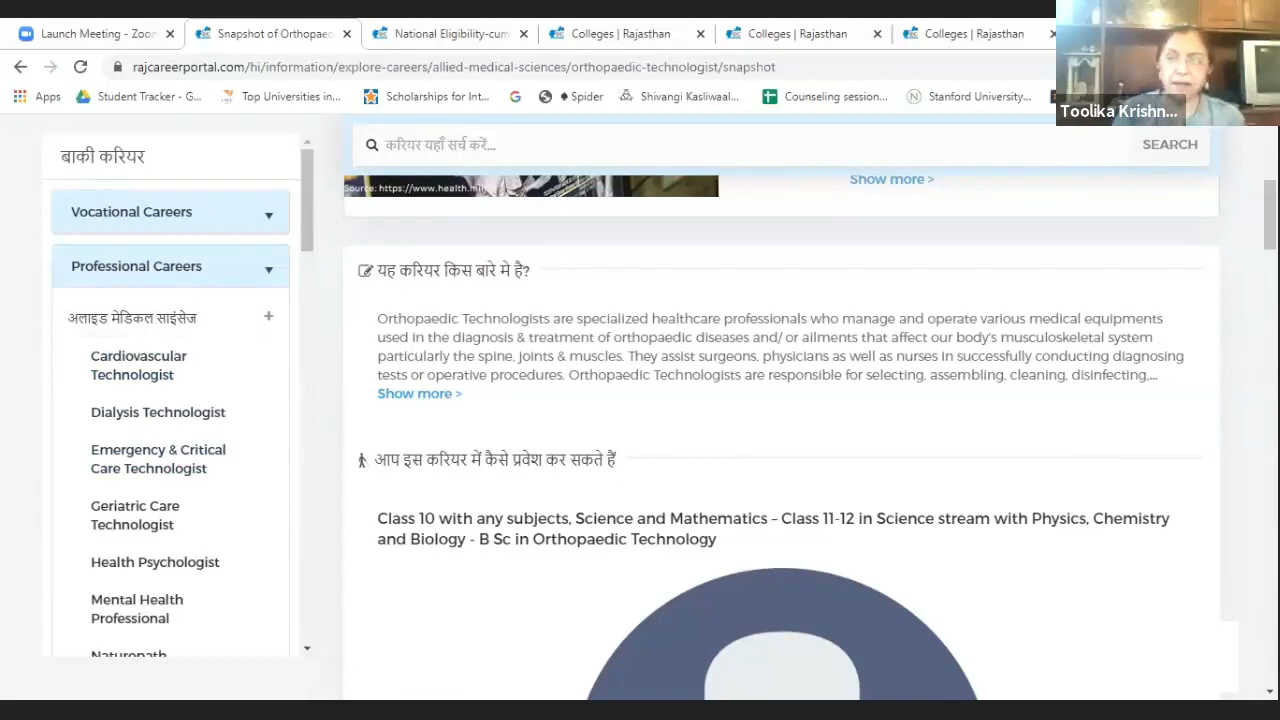 Launch Meeting - Zoom
Snapshot of Orthopaed
National Eligibility-cum
Colleges | Rajasthan
Colleges | Rajasthan
Colleges | Rajasthan
rajcareerportal.com/hi/information/explore-careers/allied-medical-sciences/orthopaedic-technologist/snapshot
Apps
Student Tracker - G...
Top Universities in...
Scholarships for Int...
Spider
Shivangi Kasliwaal...
Counseling session...
Stanford University...
Toolika Krishn...
बाकी करियर
करियर यहाँ सर्च करें...
SEARCH
Source: https://www.health.mil
Show more >
Vocational Careers
Professional Careers
अलाइड मेडिकल साइंसेज
Cardiovascular
Technologist
Dialysis Technologist
Emergency & Critical
Care Technologist
Geriatric Care
Technologist
Health Psychologist
Mental Health
Professional
Naturopath
यह करियर किस बारे मे है?
Orthopaedic Technologists are specialized healthcare professionals who manage and operate various medical equipments
used in the diagnosis & treatment of orthopaedic diseases and/ or ailments that affect our body's musculoskeletal system
particularly the spine, joints & muscles. They assist surgeons, physicians as well as nurses in successfully conducting diagnosing
tests or operative procedures. Orthopaedic Technologists are responsible for selecting, assembling, cleaning, disinfecting,...
Show more >
आप इस करियर में कैसे प्रवेश कर सकते हैं
Class 10 with any subjects, Science and Mathematics – Class 11-12 in Science stream with Physics, Chemistry
and Biology - B Sc in Orthopaedic Technology